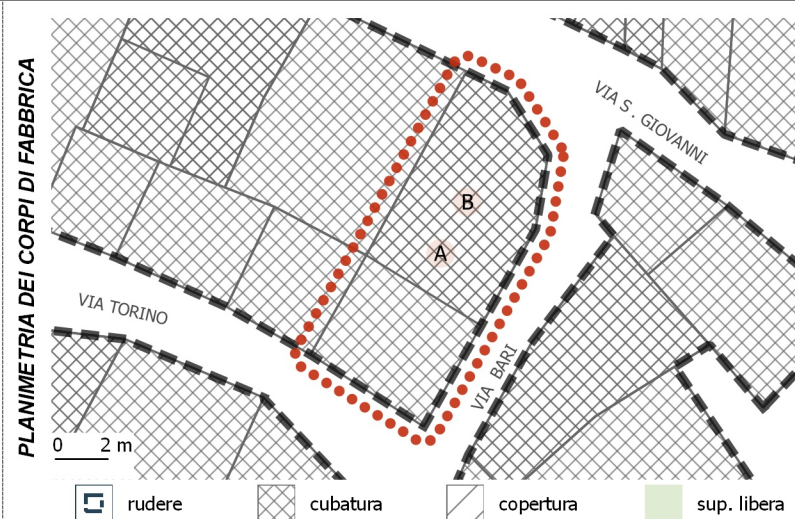 PLANIMETRIA DEI CORPI DI FABBRICA
VIA S. GIOVANNI
B
A
VIA TORINO
VIA BARI
0 2 m
rudere cubatura copertura sup. libera